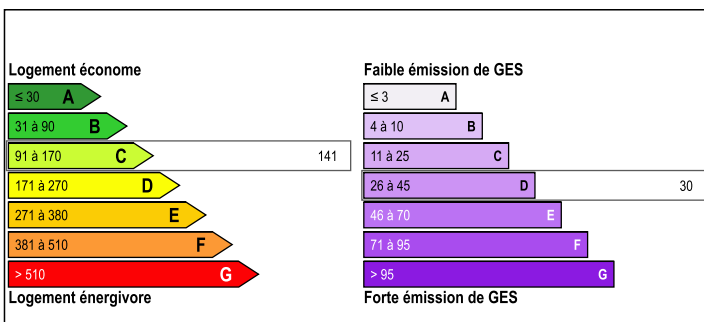 Logement économe
≤ 30 A
31 à 90 B
91 à 170 C 141
171 à 270 D
271 à 380 E
381 à 510 F
> 510 G
Logement énergivore
Faible émission de GES
≤ 3 A
4 à 10 B
11 à 25 C
26 à 45 D 30
46 à 70 E
71 à 95 F
> 95 G
Forte émission de GES